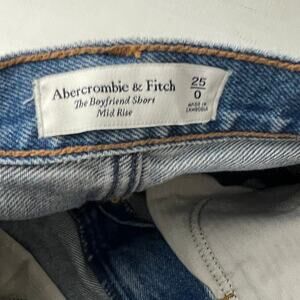 Abercrombie & Fitch
The Boyfriend Short
Mid Rise
25
0
MADE IN
CAMBODIA